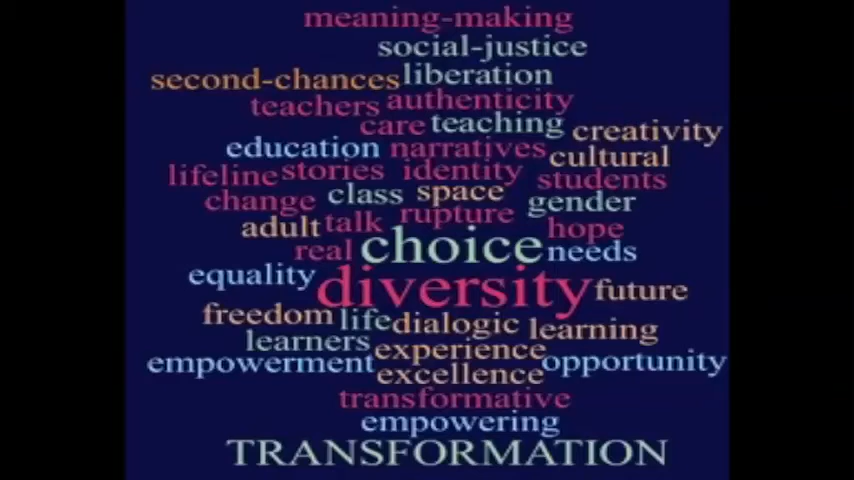 meaning-making
social-justice
second-chances liberation
teachers authenticity
care teaching creativity
education narratives cultural
lifeline stories identity students
change class space gender
adult talk rupture hope
real choice needs
equality diversity future
freedom life dialogic learning
learners experience
empowerment excellence opportunity
transformative
empowering
TRANSFORMATION